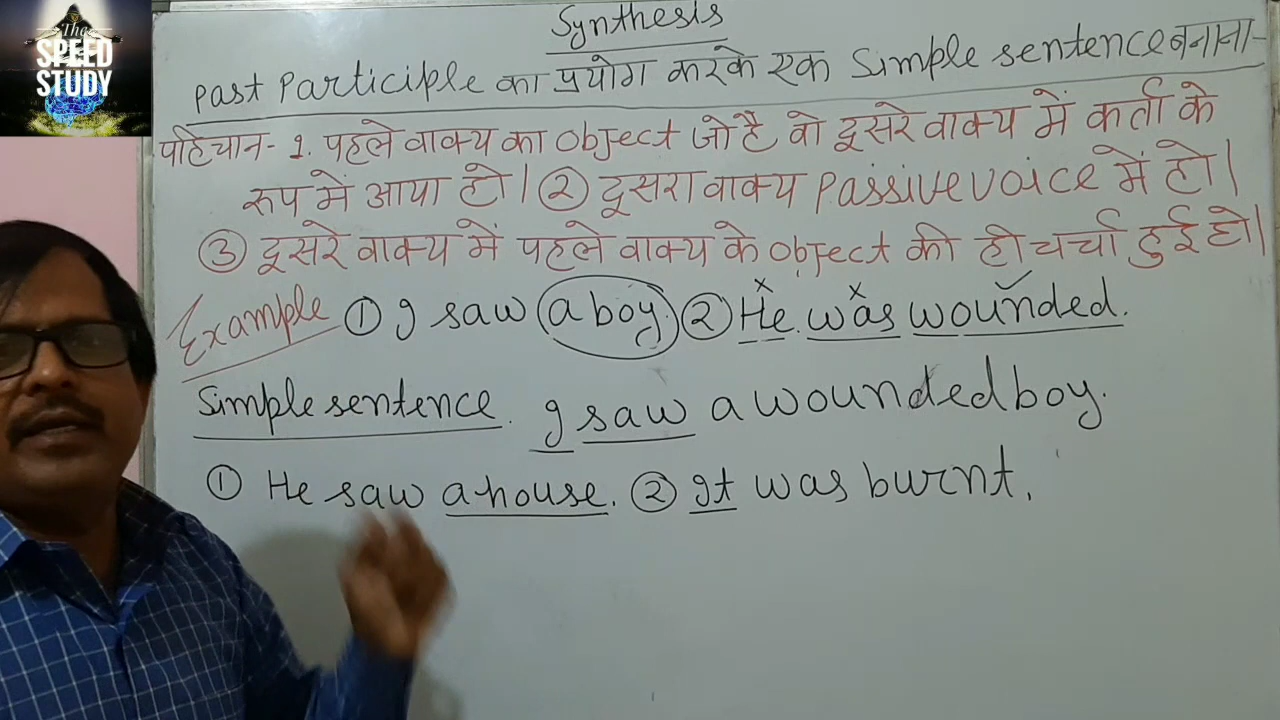 The
SPEED
STUDY
Synthesis
Past Participle का प्रयोग करके एक Simple sentence बनाना-
पहिचान- 1. पहले वाक्य का object जो है वो दूसरे वाक्य में कर्ता के
रुप में आया हो। ② दूसरा वाक्य Passive voice में हो।
③ दूसरे वाक्य में पहले वाक्य के object की ही चर्चा हुई हो।
Example ① I saw a boy. ② He was wounded.
Simple sentence. I saw a wounded boy.
① He saw a house. ② It was burnt.